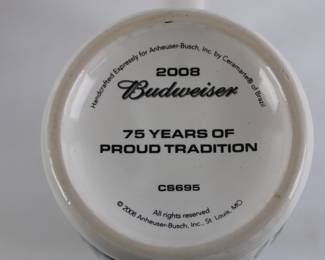 Handcrafted Expressly for Anheuser-Busch, Inc. by Ceramarte® of Brazil
2008
Budweiser
75 YEARS OF
PROUD TRADITION
CS695
All rights reserved
© 2008 Anheuser-Busch, Inc., St. Louis, MO